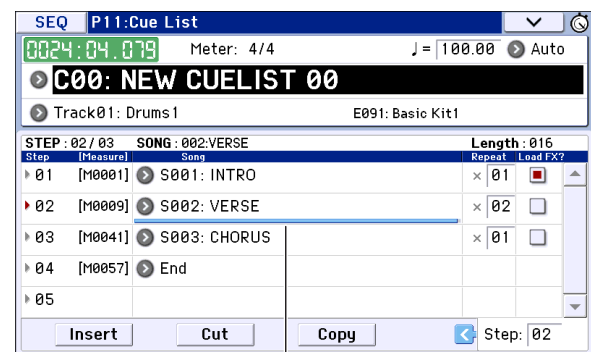 SEQ P11:Cue List
0024:04.079 Meter: 4/4 ♩= 100.00 Auto
C00: NEW CUELIST 00
Track01: Drums1 E091: Basic Kit1
STEP : 02 / 03 SONG : 002:VERSE Length : 016
Step [Measure] Song Repeat Load FX?
01 [M0001] S001: INTRO × 01
02 [M0009] S002: VERSE × 02
03 [M0041] S003: CHORUS × 01
04 [M0057] End
05
Insert Cut Copy Step: 02